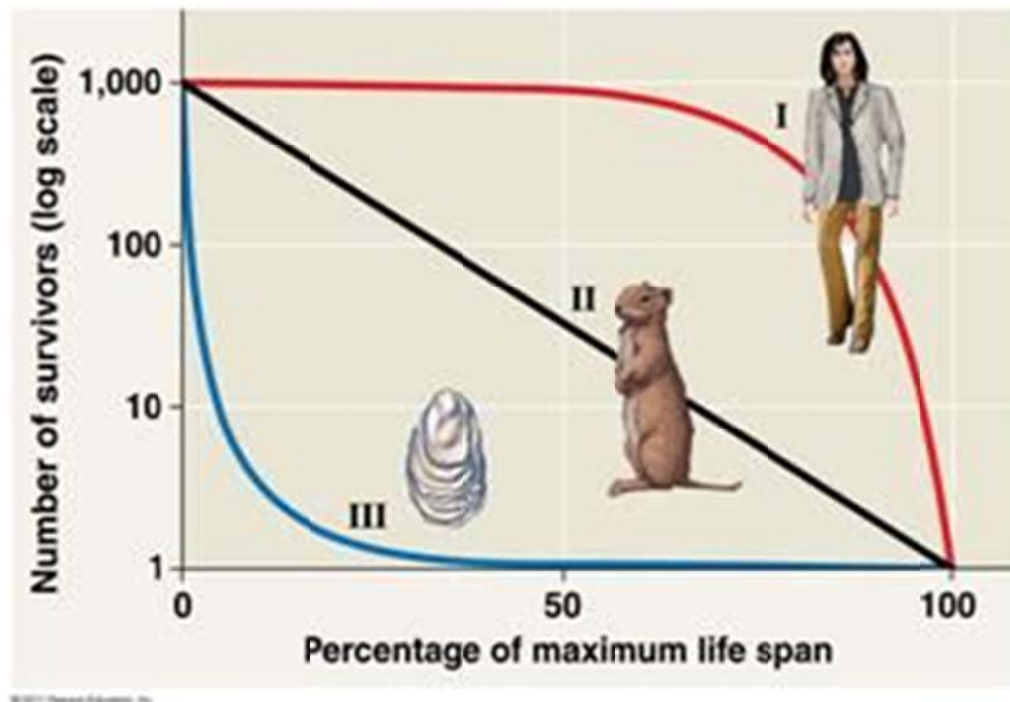 Number of survivors (log scale)
1,000
100
10
1
I
II
III
0
50
100
Percentage of maximum life span